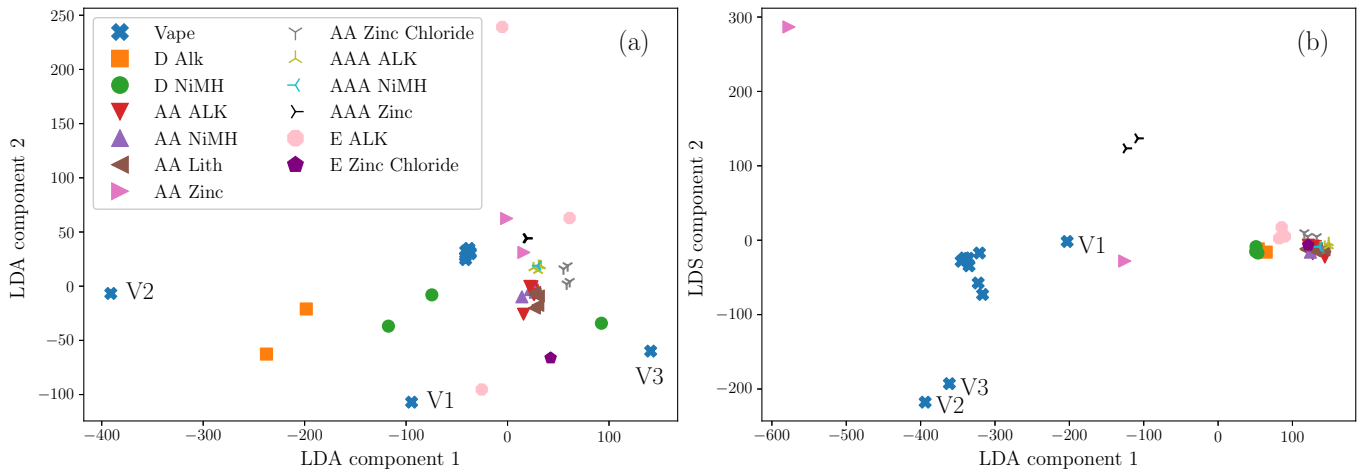 (a)
Vape
D Alk
D NiMH
AA ALK
AA NiMH
AA Lith
AA Zinc
AA Zinc Chloride
AAA ALK
AAA NiMH
AAA Zinc
E ALK
E Zinc Chloride
250
200
150
100
50
0
−50
−100
LDA component 2
V2
V1
V3
−400 −300 −200 −100 0 100
LDA component 1
(b)
300
200
100
0
−100
−200
LDS component 2
V1
V3
V2
−600 −500 −400 −300 −200 −100 0 100
LDA component 1